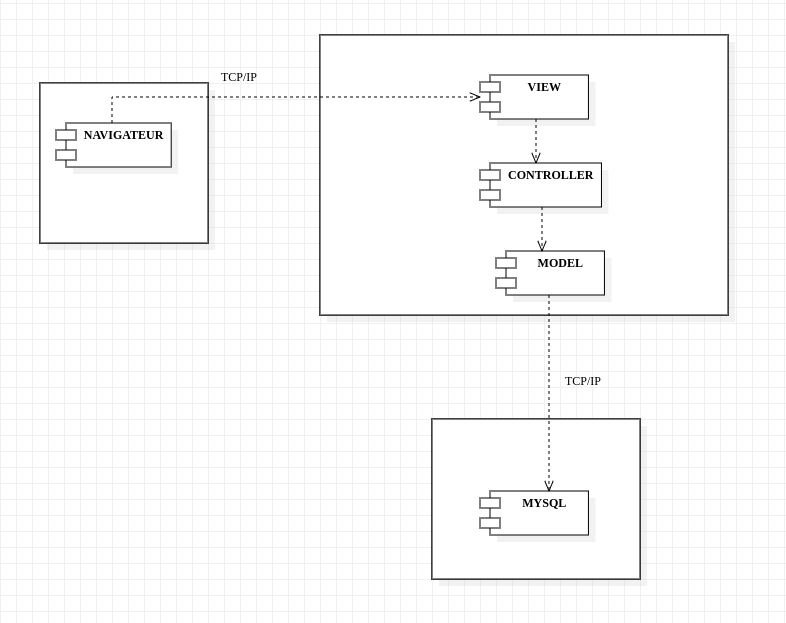 TCP/IP
VIEW
NAVIGATEUR
CONTROLLER
MODEL
TCP/IP
MYSQL